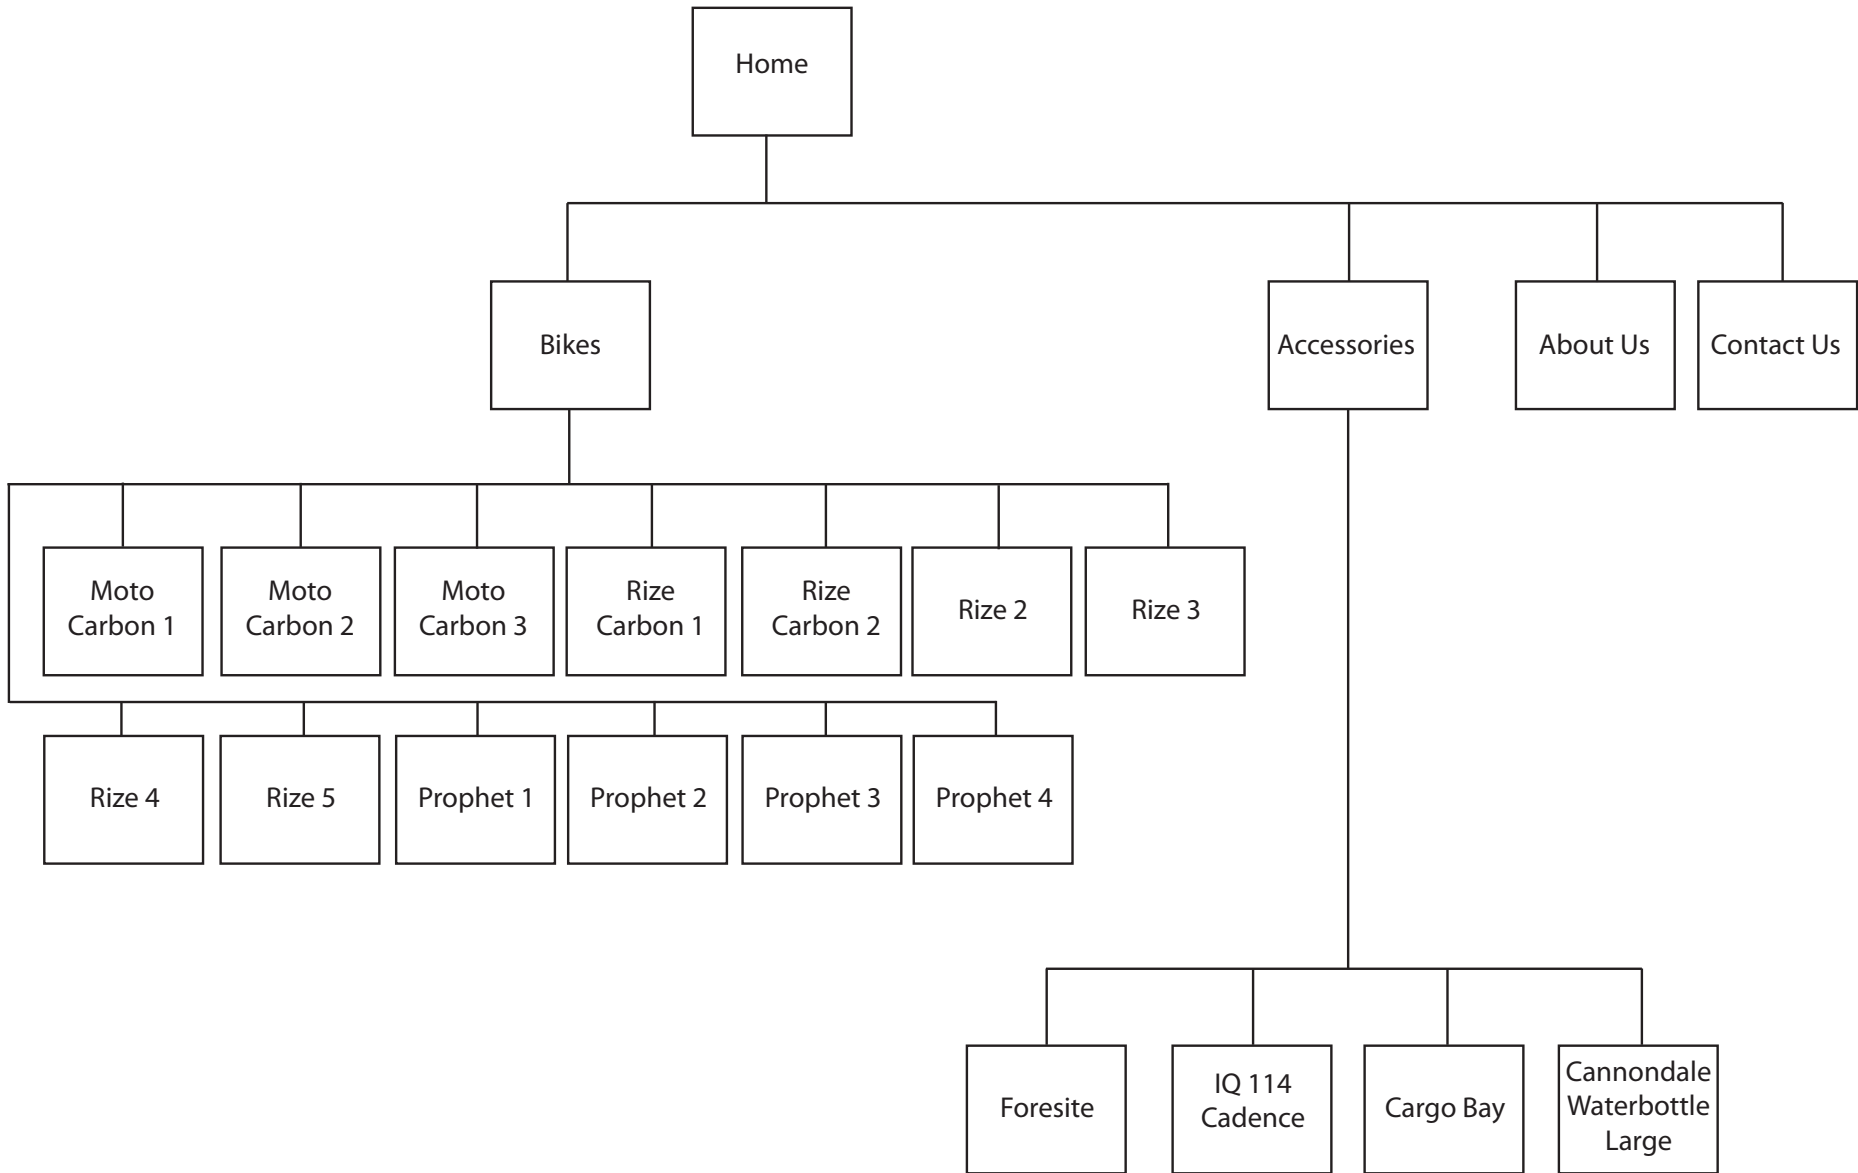 Home
Bikes
Accessories
About Us
Contact Us
Moto
Carbon 1
Moto
Carbon 2
Moto
Carbon 3
Rize
Carbon 1
Rize
Carbon 2
Rize 2
Rize 3
Rize 4
Rize 5
Prophet 1
Prophet 2
Prophet 3
Prophet 4
Foresite
IQ 114
Cadence
Cargo Bay
Cannondale
Waterbottle
Large